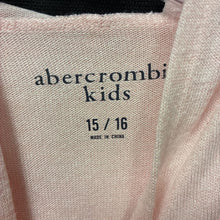 abercrombi
kids
15 / 16
MADE IN CHINA